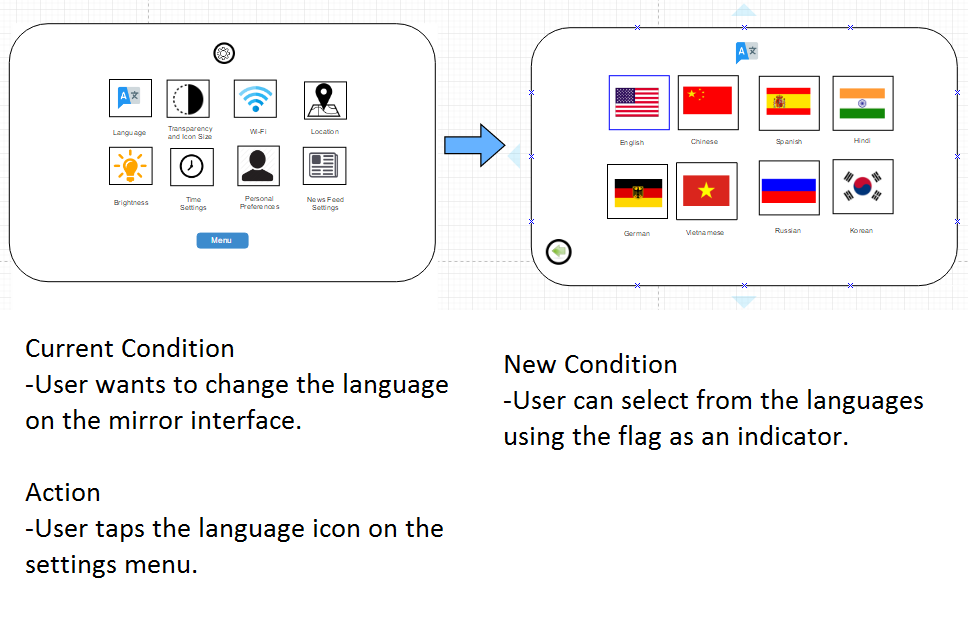 A 文
A 文
Language
Transparency
and Icon Size
Wi-Fi
Location
English
Chinese
Spanish
Hindi
Brightness
Time
Settings
Personal
Preferences
News Feed
Settings
German
Vietnamese
Russian
Korean
Menu
Current Condition
-User wants to change the language
on the mirror interface.
Action
-User taps the language icon on the
settings menu.
New Condition
-User can select from the languages
using the flag as an indicator.